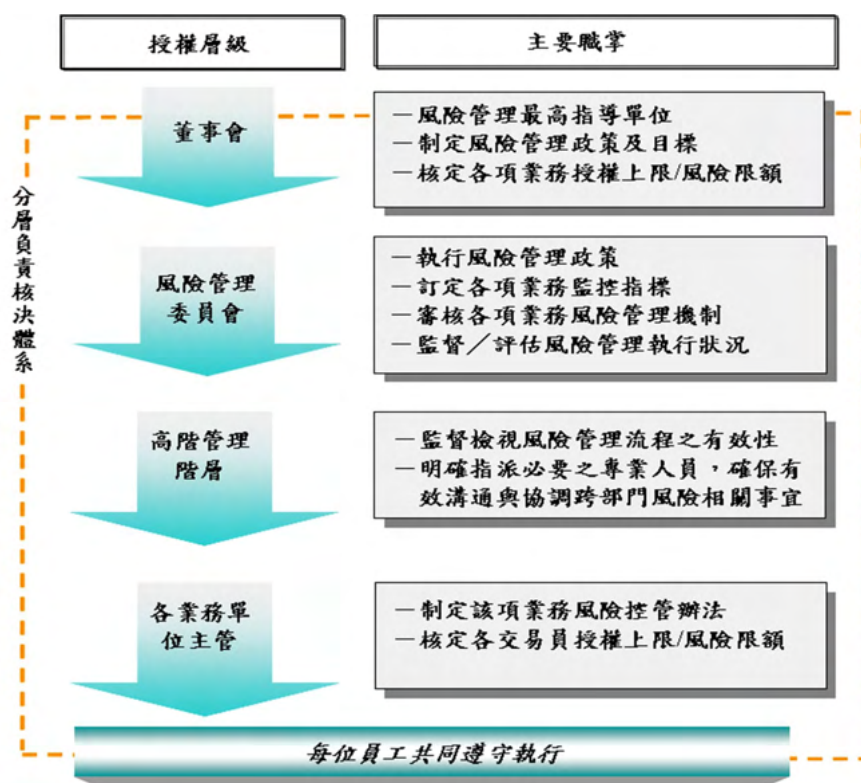 授權層級
主要職掌
分層負責核決體系
董事會
－風險管理最高指導單位
－制定風險管理政策及目標
－核定各項業務授權上限/風險限額
風險管理
委員會
－執行風險管理政策
－訂定各項業務監控指標
－審核各項業務風險管理機制
－監督／評估風險管理執行狀況
高階管理
階層
－監督檢視風險管理流程之有效性
－明確指派必要之專業人員，確保有
效溝通與協調跨部門風險相關事宜
各業務單
位主管
－制定該項業務風險控管辦法
－核定各交易員授權上限/風險限額
每位員工共同遵守執行